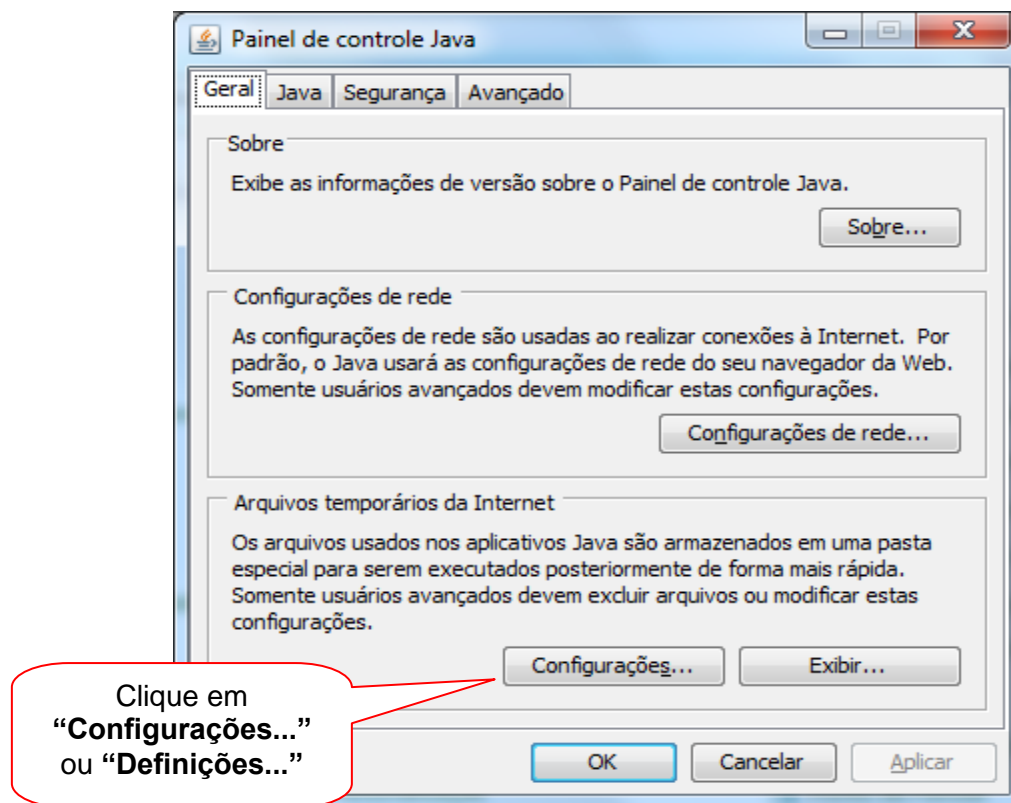 Painel de controle Java
Geral Java Segurança Avançado
Sobre
Exibe as informações de versão sobre o Painel de controle Java.
Sobre...
Configurações de rede
As configurações de rede são usadas ao realizar conexões à Internet. Por
padrão, o Java usará as configurações de rede do seu navegador da Web.
Somente usuários avançados devem modificar estas configurações.
Configurações de rede...
Arquivos temporários da Internet
Os arquivos usados nos aplicativos Java são armazenados em uma pasta
especial para serem executados posteriormente de forma mais rápida.
Somente usuários avançados devem excluir arquivos ou modificar estas
configurações.
Configurações... Exibir...
Clique em
“Configurações...”
ou “Definições...”
OK Cancelar Aplicar